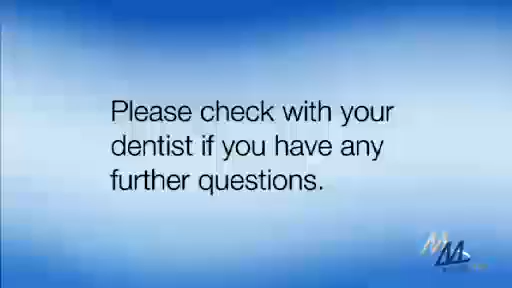 Please check with your
dentist if you have any
further questions.